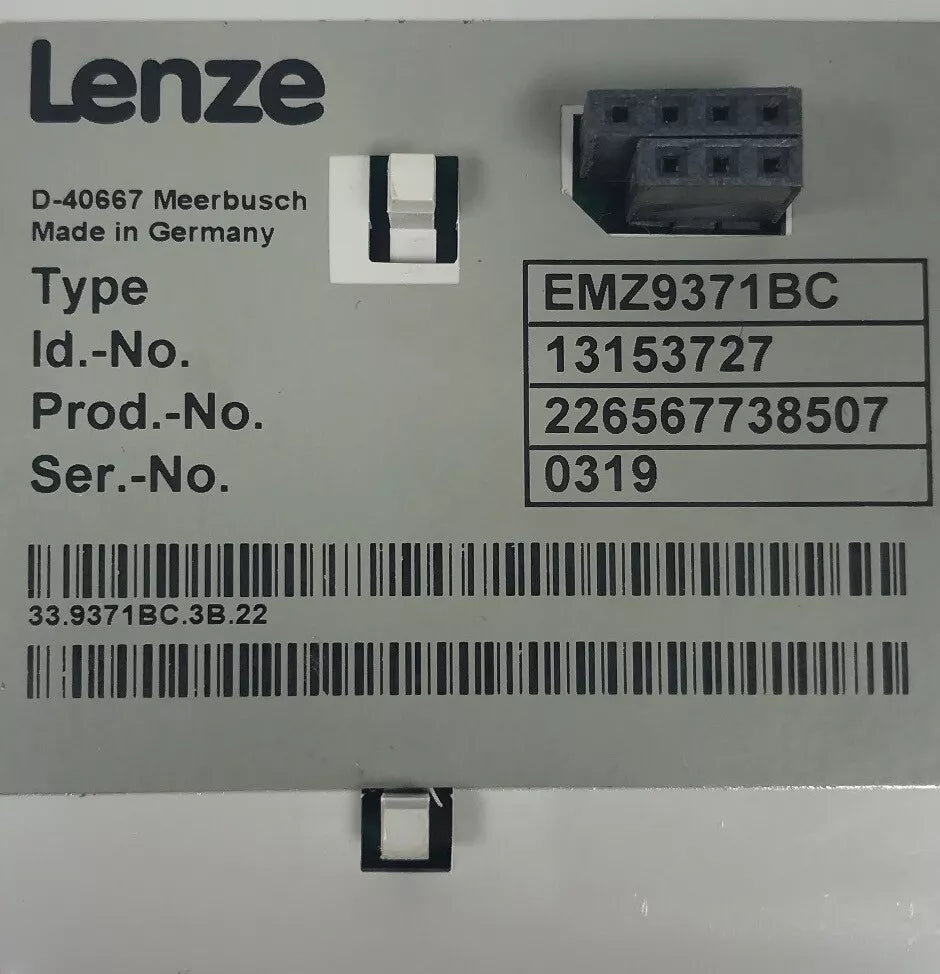 Lenze
D-40667 Meerbusch
Made in Germany
Type EMZ9371BC
Id.-No. 13153727
Prod.-No. 226567738507
Ser.-No. 0319
33.9371BC.3B.22